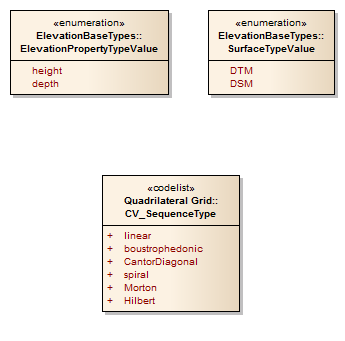 «enumeration»
ElevationBaseTypes::
ElevationPropertyTypeValue
height
depth
«enumeration»
ElevationBaseTypes::
SurfaceTypeValue
DTM
DSM
«codelist»
Quadrilateral Grid::
CV_SequenceType
+ linear
+ boustrophedonic
+ CantorDiagonal
+ spiral
+ Morton
+ Hilbert